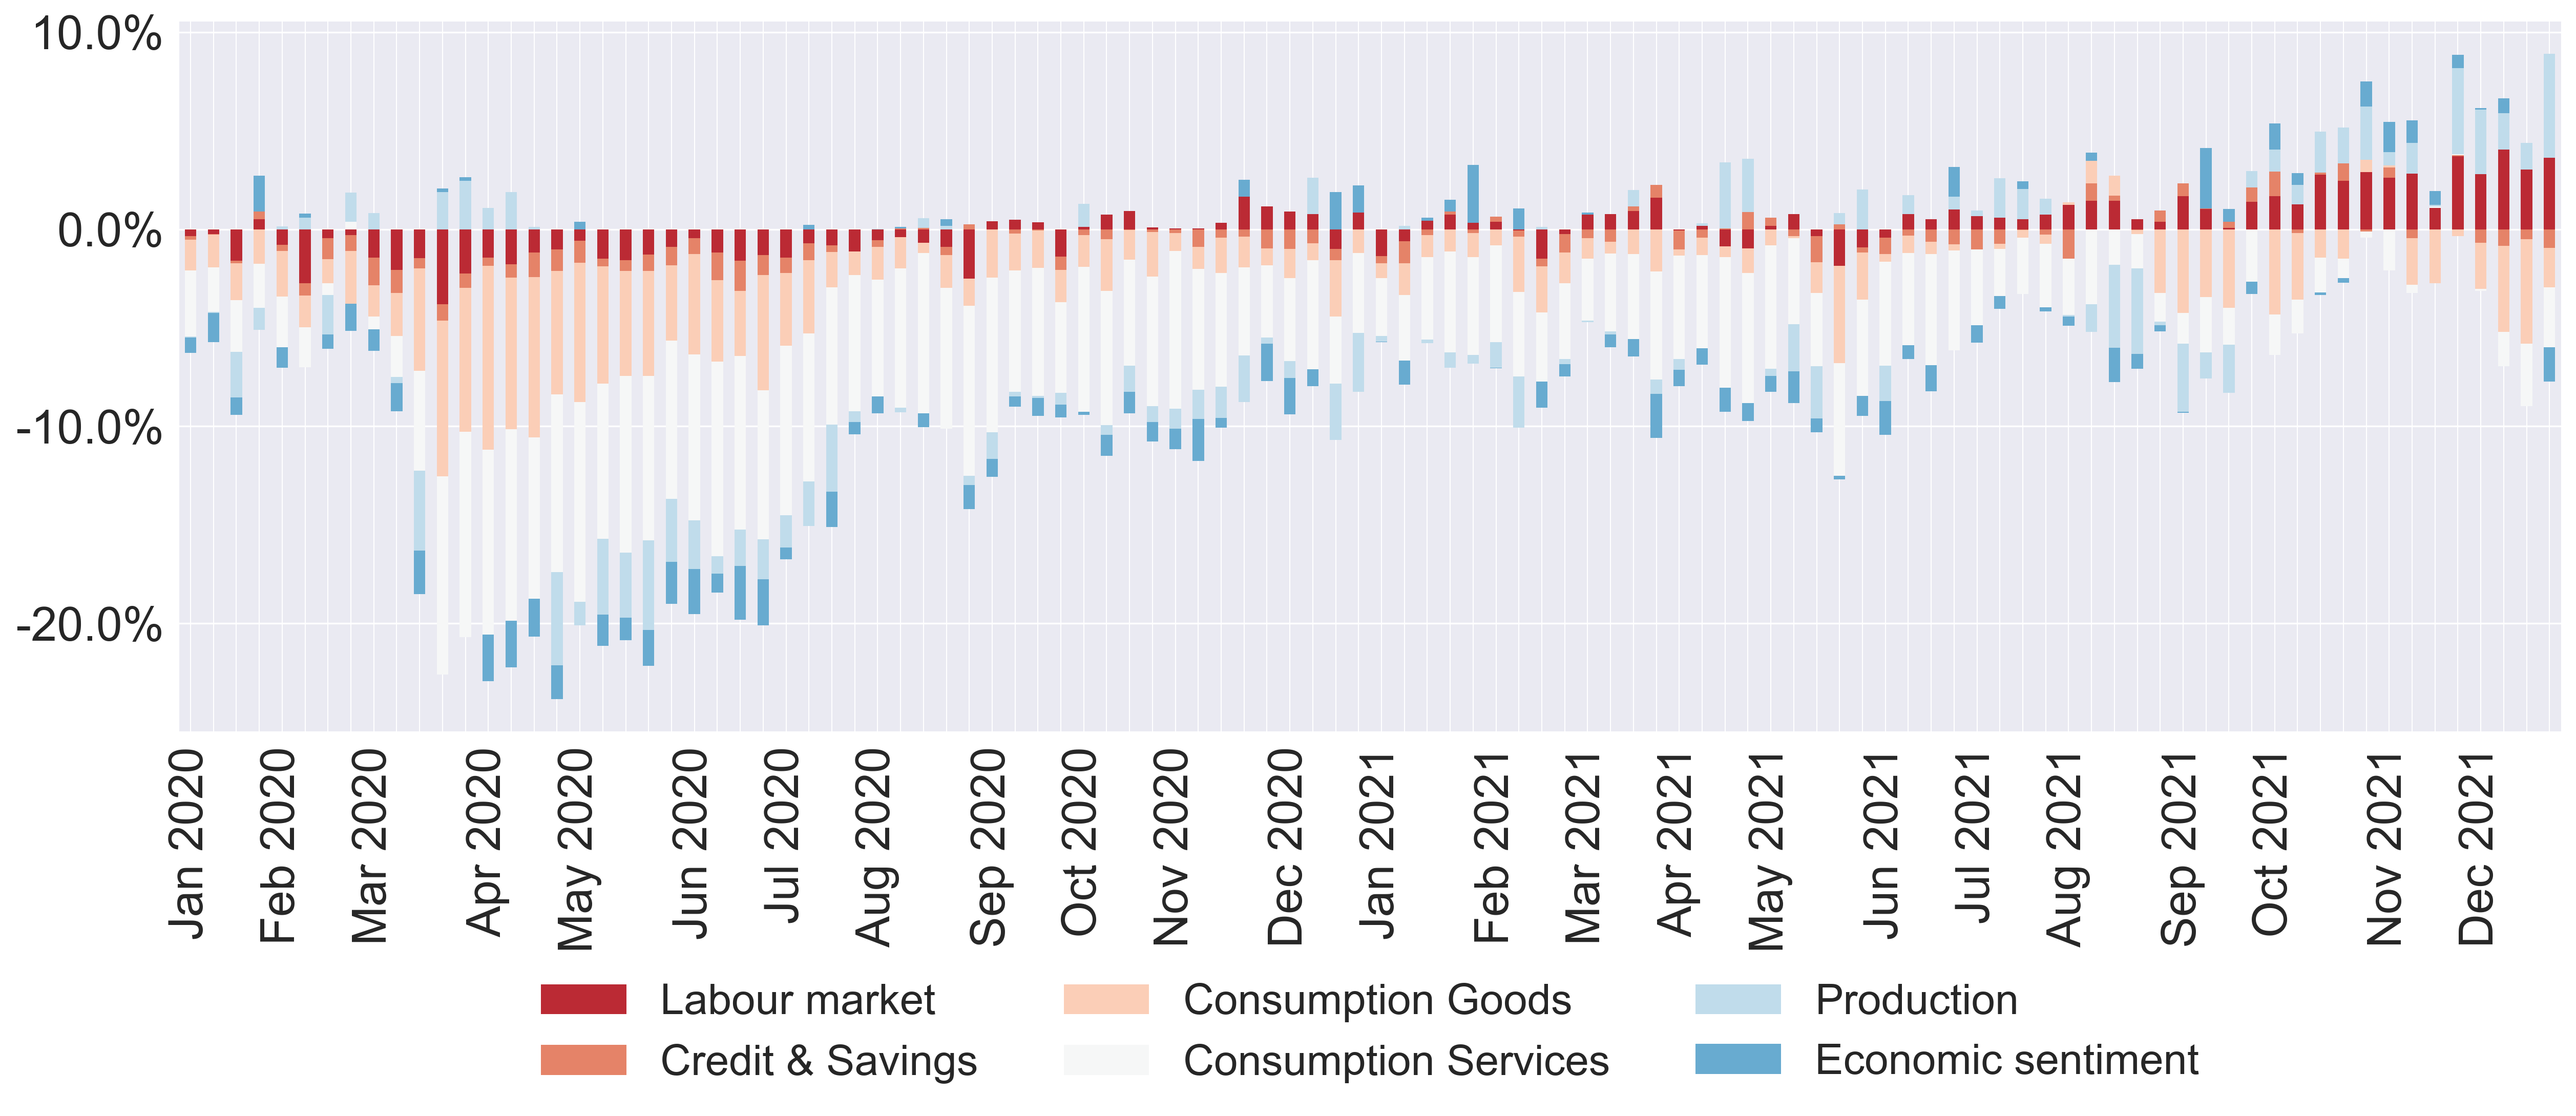 10.0%
0.0%
-10.0%
-20.0%
Jan 2020
Feb 2020
Mar 2020
Apr 2020
May 2020
Jun 2020
Jul 2020
Aug 2020
Sep 2020
Oct 2020
Nov 2020
Dec 2020
Jan 2021
Feb 2021
Mar 2021
Apr 2021
May 2021
Jun 2021
Jul 2021
Aug 2021
Sep 2021
Oct 2021
Nov 2021
Dec 2021
Labour market
Consumption Goods
Production
Credit & Savings
Consumption Services
Economic sentiment